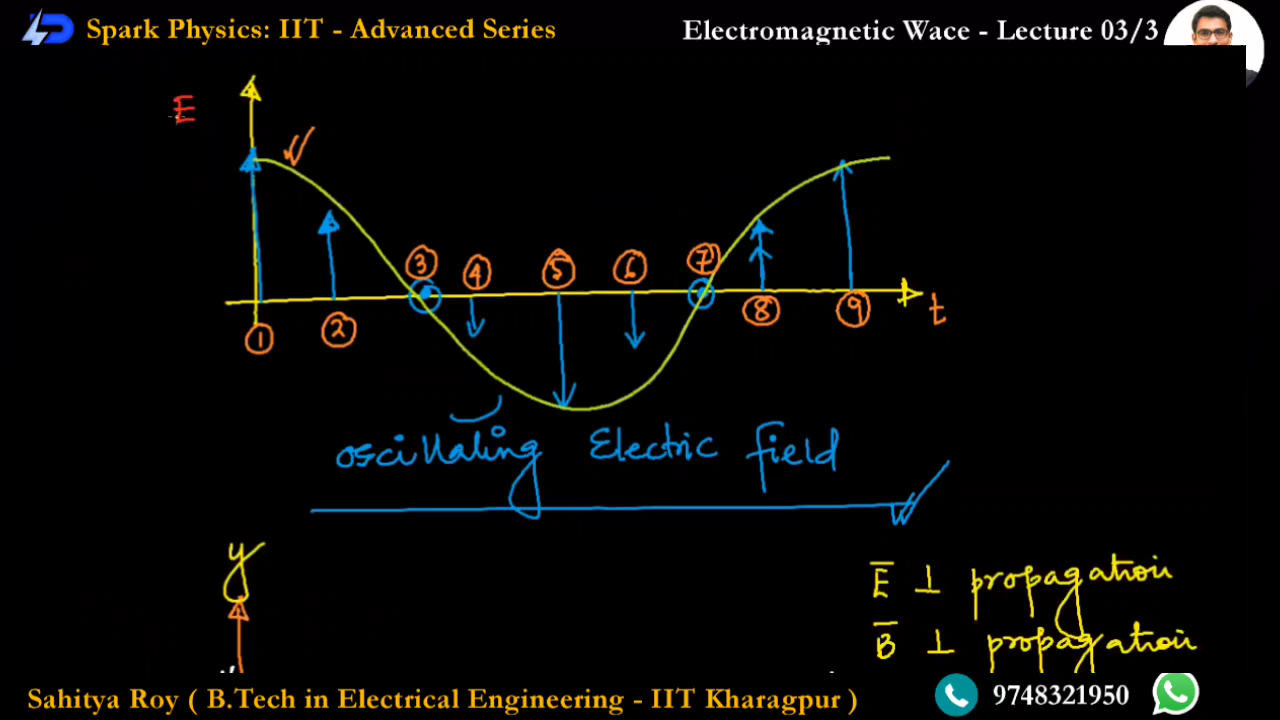 Spark Physics: IIT - Advanced Series
Electromagnetic Wace - Lecture 03/3
E
3 4 5 6 7
t
1 2 8 9
oscillating Electric field
y
E ⊥ propagation
B ⊥ propagation
Sahitya Roy ( B.Tech in Electrical Engineering - IIT Kharagpur )
9748321950